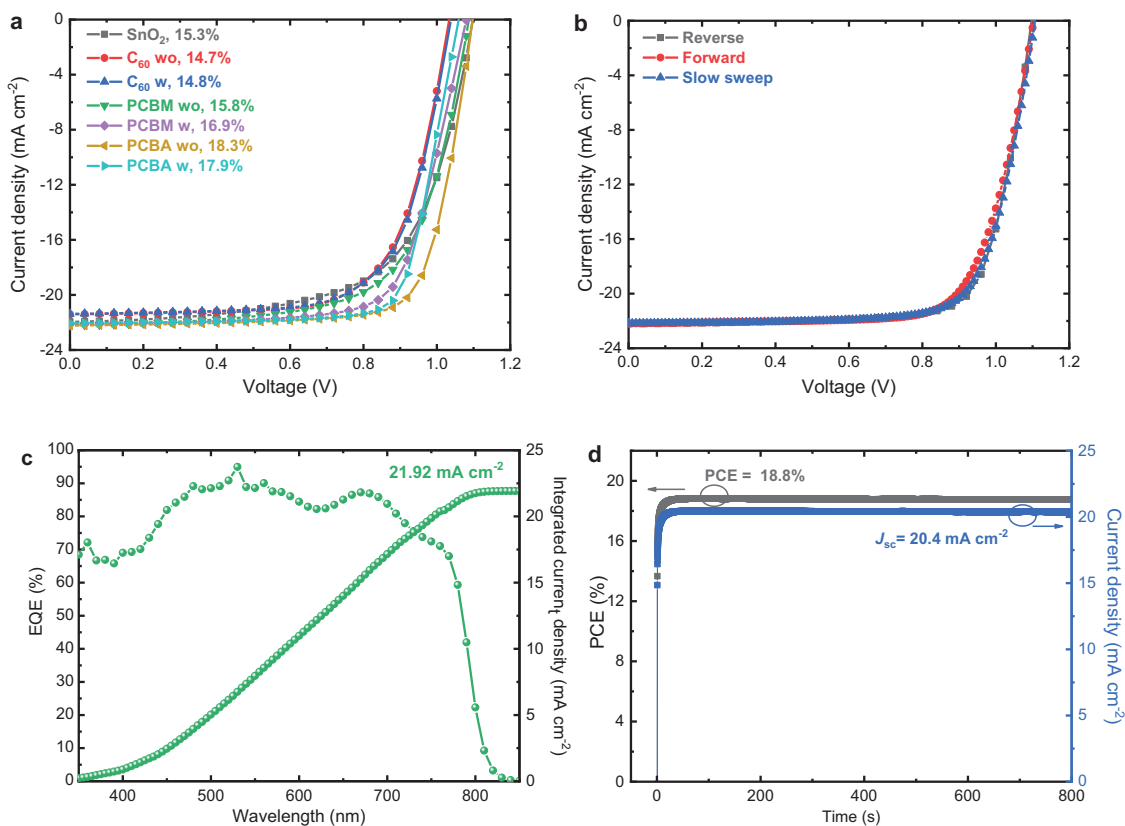 a
0
-4
-8
-12
-16
-20
-24
0.0 0.2 0.4 0.6 0.8 1.0 1.2
Voltage (V)
Current density (mA cm⁻²)
SnO₂, 15.3%
C₆₀ wo, 14.7%
C₆₀ w, 14.8%
PCBM wo, 15.8%
PCBM w, 16.9%
PCBA wo, 18.3%
PCBA w, 17.9%
b
0
-4
-8
-12
-16
-20
-24
0.0 0.2 0.4 0.6 0.8 1.0 1.2
Voltage (V)
Current density (mA cm⁻²)
Reverse
Forward
Slow sweep
c
100
90
80
70
60
50
40
30
20
10
0
EQE (%)
400 500 600 700 800
Wavelength (nm)
25
20
15
10
5
0
Integrated currenₜ density (mA cm⁻²)
21.92 mA cm⁻²
d
21
18
15
12
9
6
3
0
PCE (%)
0 200 400 600 800
Time (s)
25
20
15
10
5
0
Current density (mA cm⁻²)
PCE = 18.8%
Jsc= 20.4 mA cm⁻²